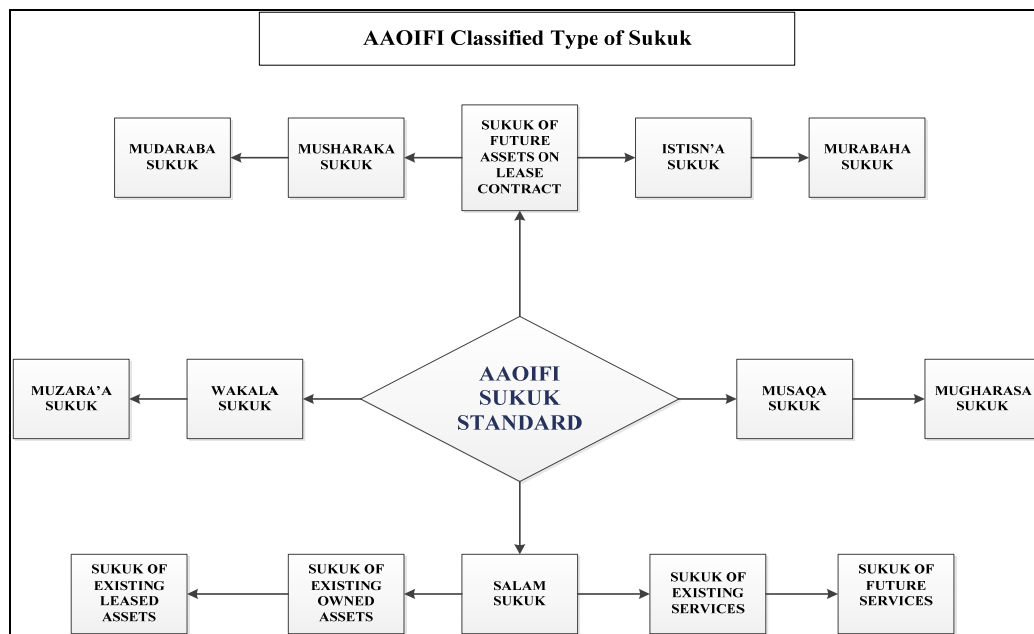 AAOIFI Classified Type of Sukuk
MUDARABA
SUKUK
MUSHARAKA
SUKUK
SUKUK OF
FUTURE
ASSETS ON
LEASE
CONTRACT
ISTISN’A
SUKUK
MURABAHA
SUKUK
MUZARA’A
SUKUK
WAKALA
SUKUK
AAOIFI
SUKUK
STANDARD
MUSAQA
SUKUK
MUGHARASA
SUKUK
SUKUK OF
EXISTING
LEASED
ASSETS
SUKUK OF
EXISTING
OWNED
ASSETS
SALAM
SUKUK
SUKUK OF
EXISTING
SERVICES
SUKUK OF
FUTURE
SERVICES